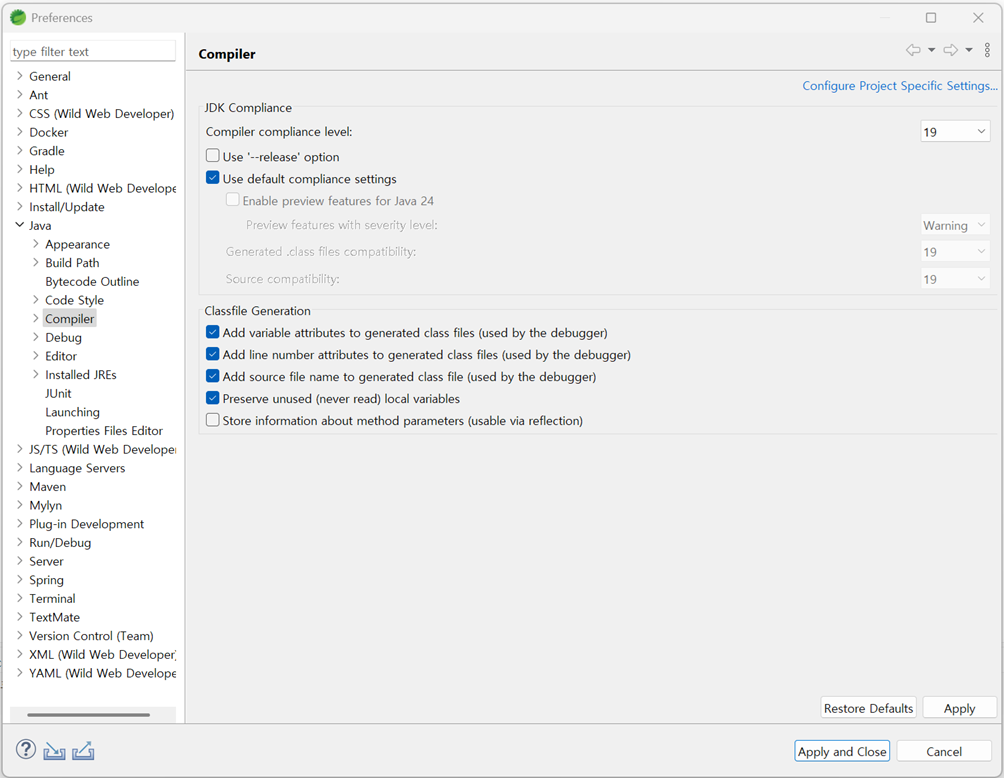 Preferences
type filter text
General
Ant
CSS (Wild Web Developer)
Docker
Gradle
Help
HTML (Wild Web Develope
Install/Update
Java
Appearance
Build Path
Bytecode Outline
Code Style
Compiler
Debug
Editor
Installed JREs
JUnit
Launching
Properties Files Editor
JS/TS (Wild Web Develope
Language Servers
Maven
Mylyn
Plug-in Development
Run/Debug
Server
Spring
Terminal
TextMate
Version Control (Team)
XML (Wild Web Developer
YAML (Wild Web Develope
Compiler
Configure Project Specific Settings...
JDK Compliance
Compiler compliance level: 19
Use '--release' option
Use default compliance settings
Enable preview features for Java 24
Preview features with severity level: Warning
Generated .class files compatibility: 19
Source compatibility: 19
Classfile Generation
Add variable attributes to generated class files (used by the debugger)
Add line number attributes to generated class files (used by the debugger)
Add source file name to generated class file (used by the debugger)
Preserve unused (never read) local variables
Store information about method parameters (usable via reflection)
Restore Defaults Apply
? Apply and Close Cancel